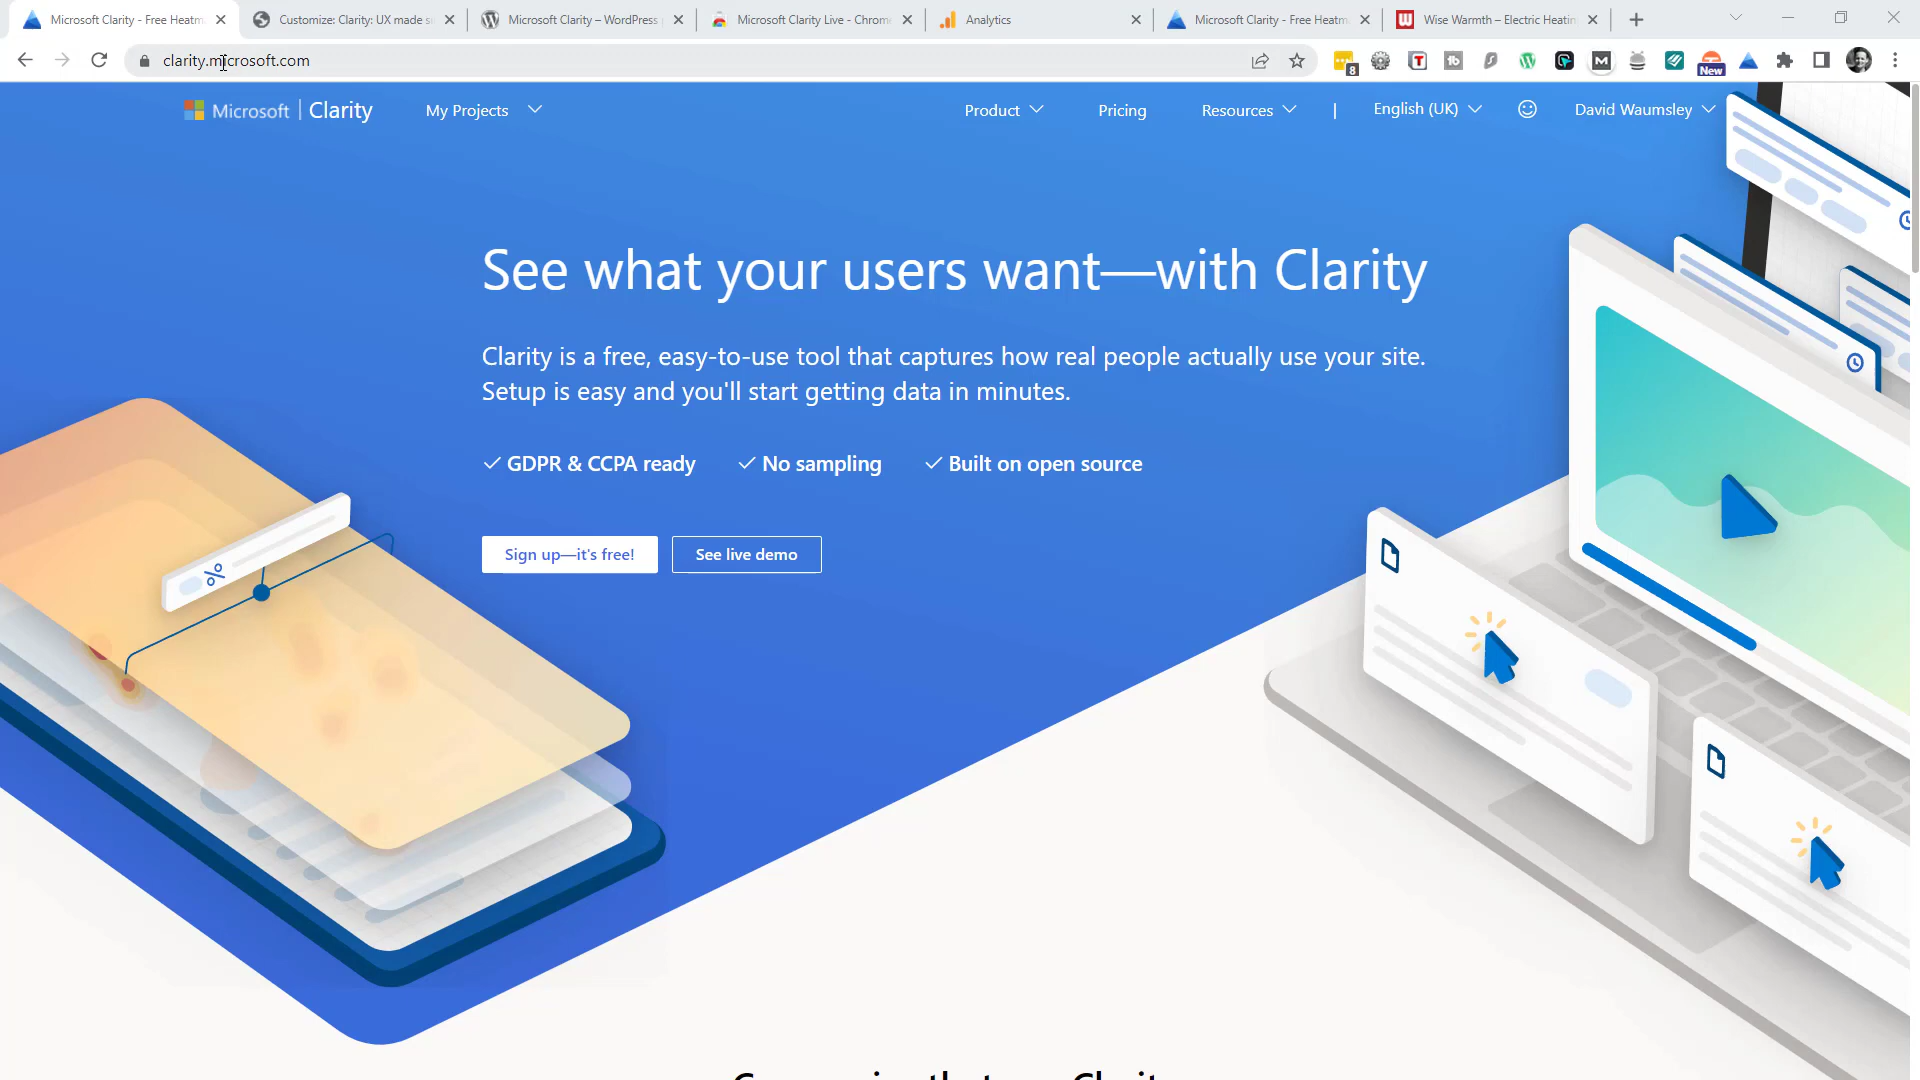 Microsoft Clarity - Free Heatm
Customize: Clarity: UX made s
Microsoft Clarity – WordPress
Microsoft Clarity Live - Chrom
Analytics
Microsoft Clarity - Free Heatm
Wise Warmth – Electric Heatin
clarity.microsoft.com
8
T
tb
M
New
Microsoft | Clarity
My Projects
Product
Pricing
Resources
|
English (UK)
David Waumsley
See what your users want—with Clarity
Clarity is a free, easy-to-use tool that captures how real people actually use your site.
Setup is easy and you'll start getting data in minutes.
GDPR & CCPA ready
No sampling
Built on open source
Sign up—it's free!
See live demo
%